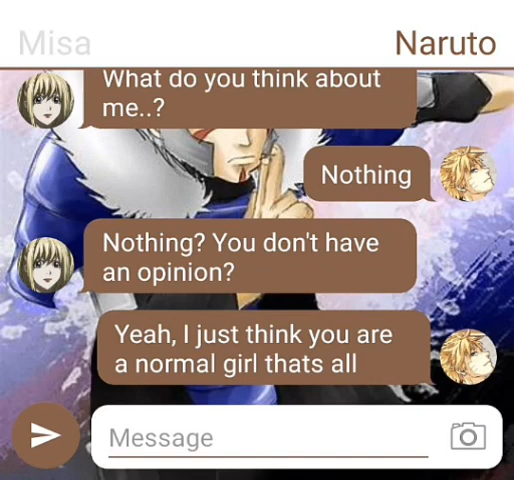 Misa
Naruto
What do you think about
me..?
Nothing
Nothing? You don't have
an opinion?
Yeah, I just think you are
a normal girl thats all
Message